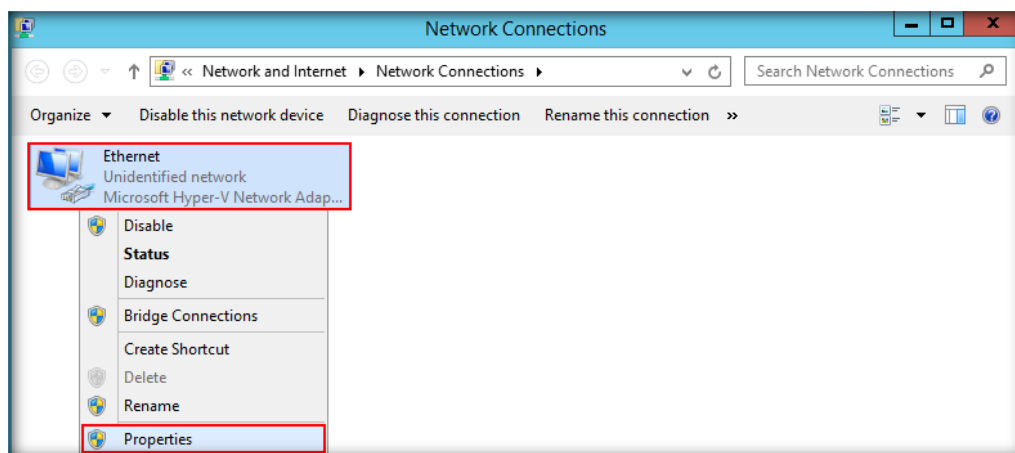 Network Connections
« Network and Internet Network Connections
Search Network Connections
Organize Disable this network device Diagnose this connection Rename this connection »
Ethernet
Unidentified network
Microsoft Hyper-V Network Adap...
Disable
Status
Diagnose
Bridge Connections
Create Shortcut
Delete
Rename
Properties